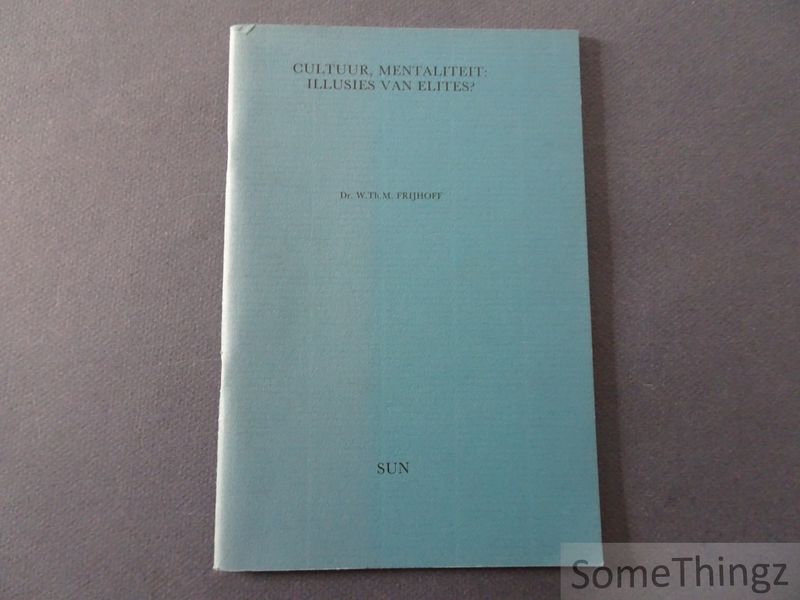 CULTUUR, MENTALITEIT:
ILLUSIES VAN ELITES?
Dr. W.Th.M. FRIJHOFF
SUN
SomeThingz